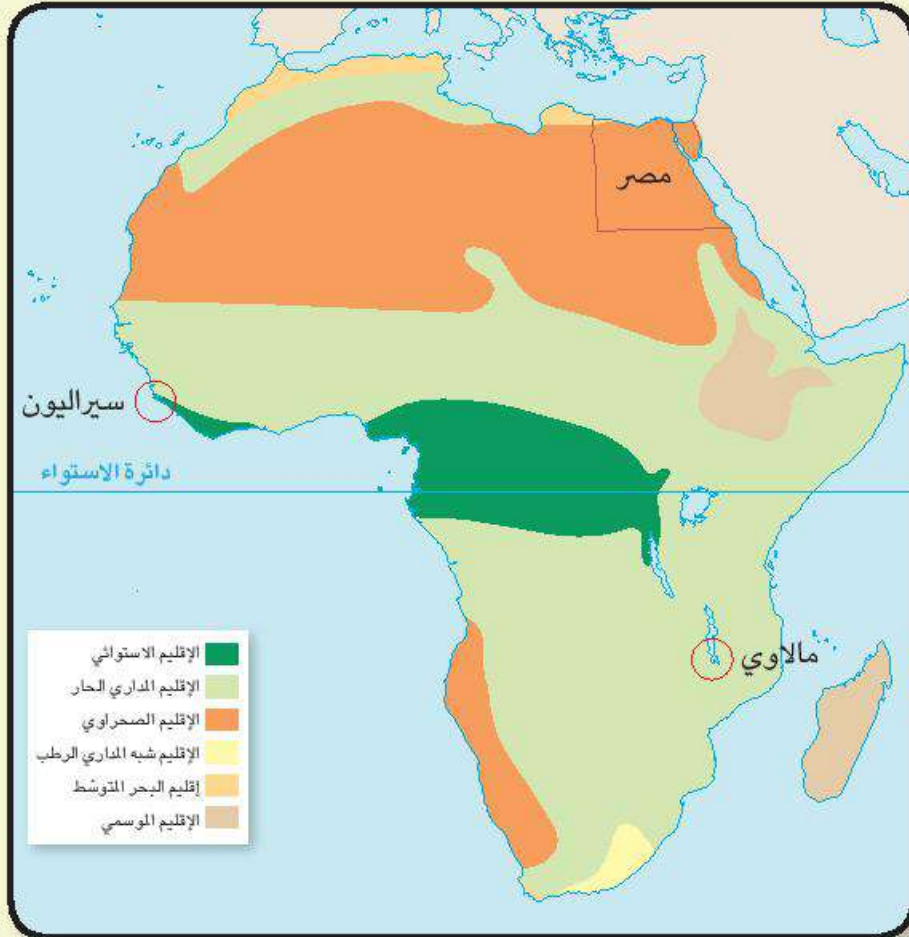 مصر
سيراليون
دائرة الاستواء
مالاوي
الإقليم الاستوائي
الإقليم المداري الحار
الإقليم الصحراوي
الإقليم شبه المداري الرطب
إقليم البحر المتوسّط
الإقليم الموسمي